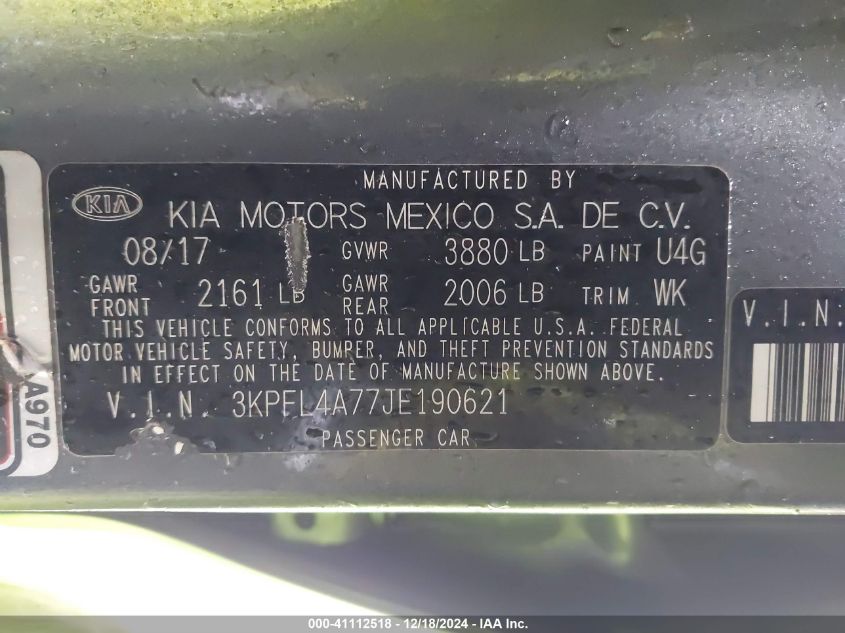 MANUFACTURED BY
KIA KIA MOTORS MEXICO S.A. DE C.V.
08/17 GVWR 3880 LB PAINT U4G
GAWR FRONT 2161 LB GAWR REAR 2006 LB TRIM WK
THIS VEHICLE CONFORMS TO ALL APPLICABLE U.S.A. FEDERAL
MOTOR VEHICLE SAFETY, BUMPER, AND THEFT PREVENTION STANDARDS
IN EFFECT ON THE DATE OF MANUFACTURE SHOWN ABOVE.
V.I.N. 3KPFL4A77JE190621
PASSENGER CAR
A970
V.I.N.
000-41112518 - 12/18/2024 - IAA Inc.